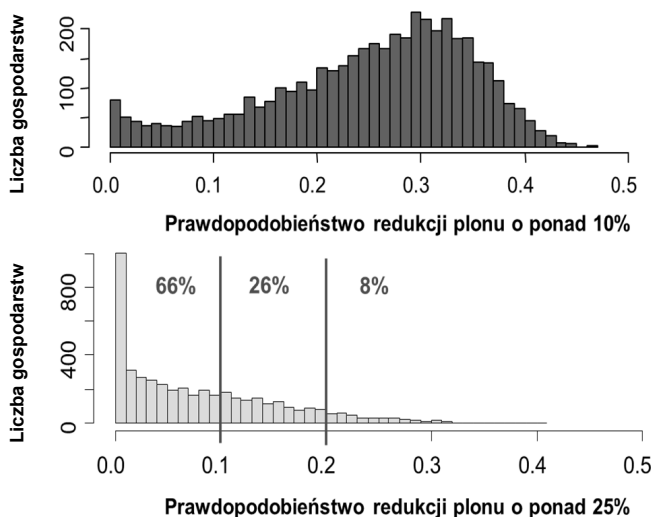 Liczba gospodarstw
200
100
0
0.0 0.1 0.2 0.3 0.4 0.5
Prawdopodobieństwo redukcji plonu o ponad 10%
Liczba gospodarstw
800
400
0
66% 26% 8%
0.0 0.1 0.2 0.3 0.4 0.5
Prawdopodobieństwo redukcji plonu o ponad 25%